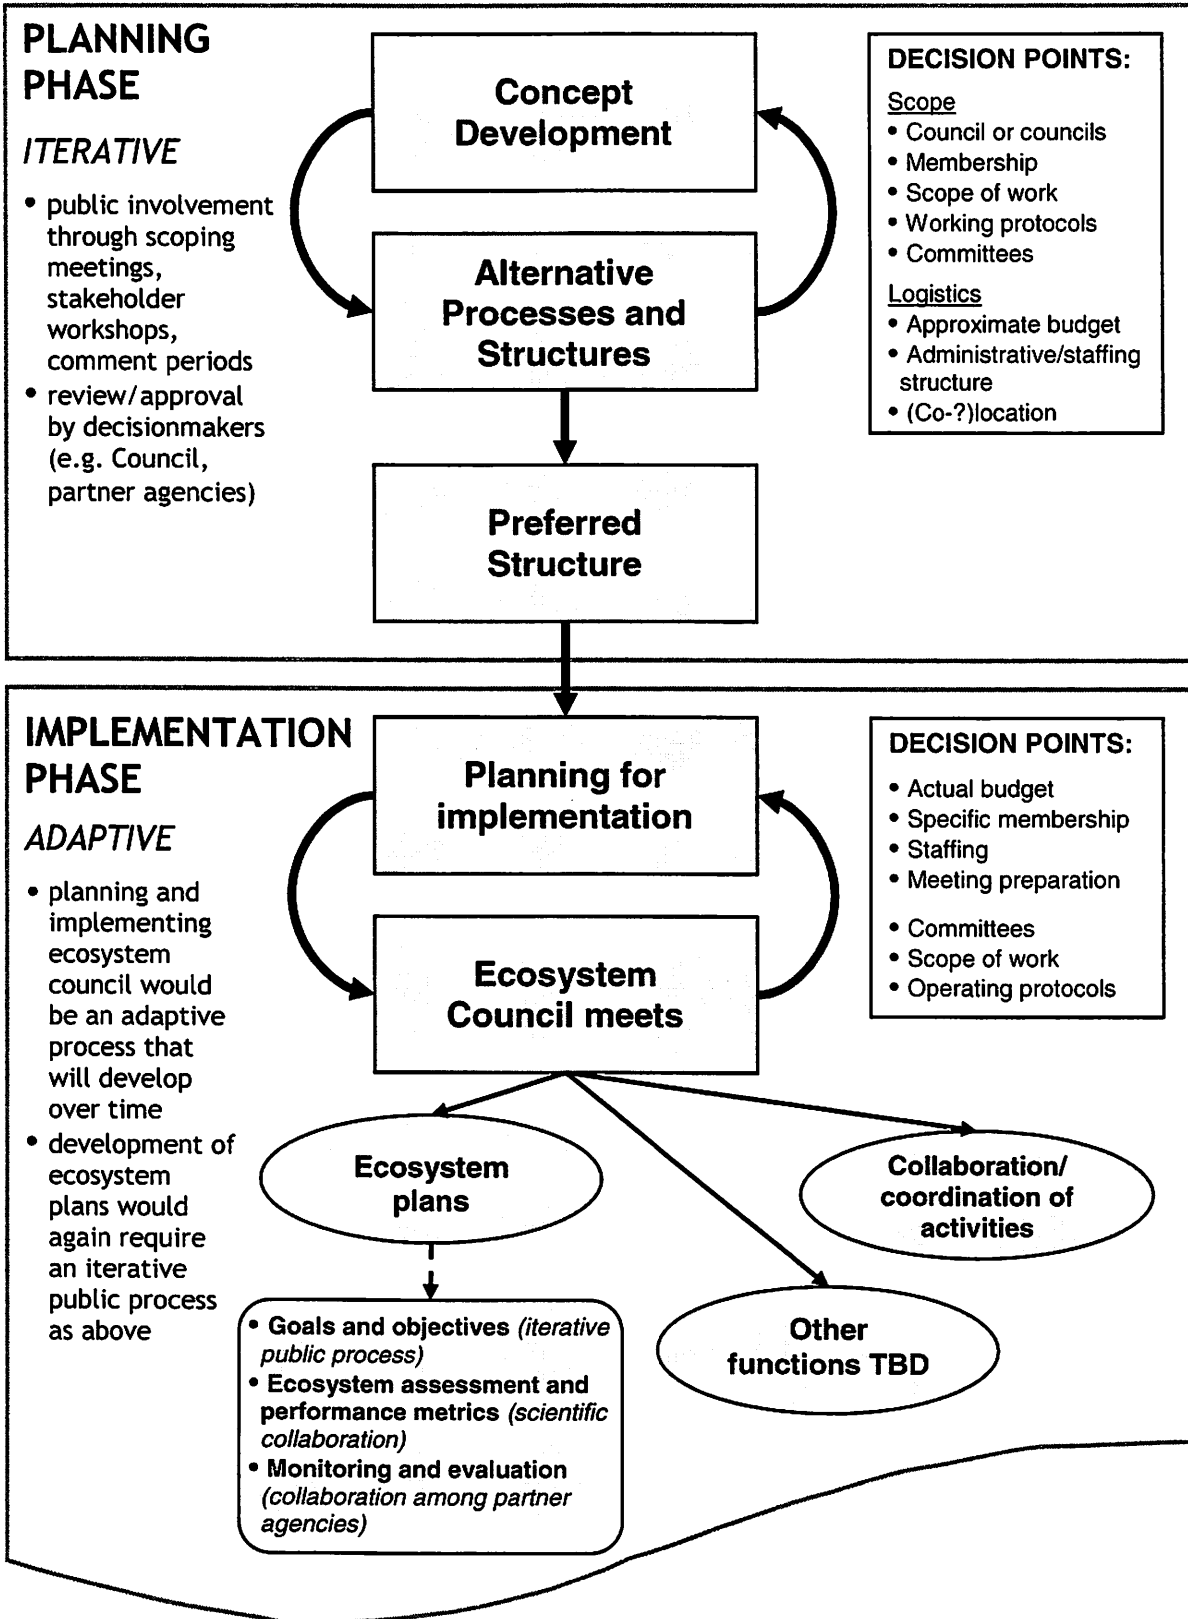 PLANNING
PHASE
ITERATIVE
• public involvement
through scoping
meetings,
stakeholder
workshops,
comment periods
• review/approval
by decisionmakers
(e.g. Council,
partner agencies)
Concept
Development
Alternative
Processes and
Structures
Preferred
Structure
DECISION POINTS:
Scope
• Council or councils
• Membership
• Scope of work
• Working protocols
• Committees
Logistics
• Approximate budget
• Administrative/staffing
structure
• (Co-?)location
IMPLEMENTATION
PHASE
ADAPTIVE
• planning and
implementing
ecosystem
council would
be an adaptive
process that
will develop
over time
• development of
ecosystem
plans would
again require
an iterative
public process
as above
Planning for
implementation
Ecosystem
Council meets
DECISION POINTS:
• Actual budget
• Specific membership
• Staffing
• Meeting preparation
• Committees
• Scope of work
• Operating protocols
Ecosystem
plans
Collaboration/
coordination of
activities
Other
functions TBD
• Goals and objectives (iterative
public process)
• Ecosystem assessment and
performance metrics (scientific
collaboration)
• Monitoring and evaluation
(collaboration among partner
agencies)